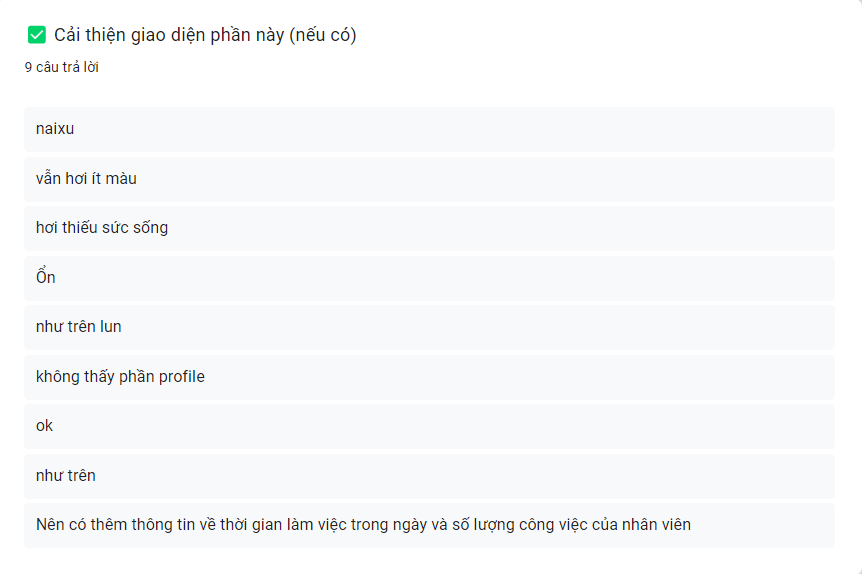 Cải thiện giao diện phần này (nếu có)
9 câu trả lời
naixu
vẫn hơi ít màu
hơi thiếu sức sống
Ổn
như trên lun
không thấy phần profile
ok
như trên
Nên có thêm thông tin về thời gian làm việc trong ngày và số lượng công việc của nhân viên